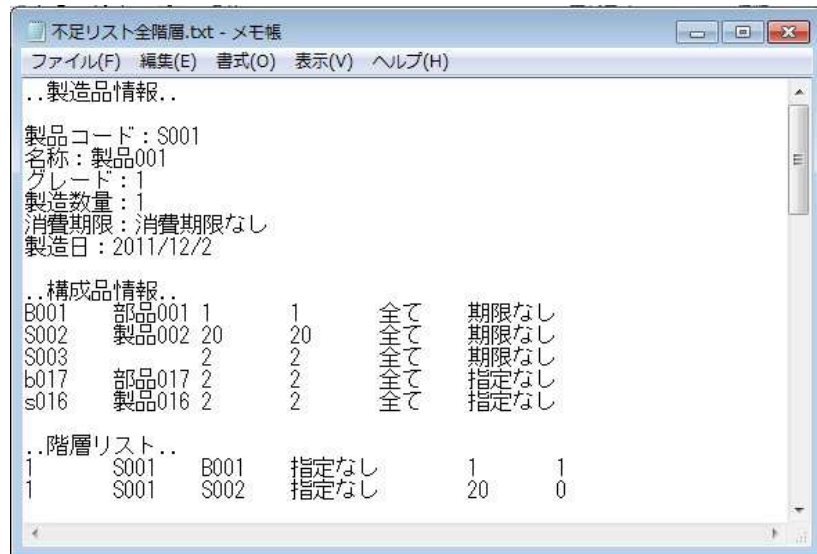 不足リスト全階層.txt - メモ帳
ファイル(F) 編集(E) 書式(O) 表示(V) ヘルプ(H)
..製造品情報..
製品コード：S001
名称：製品001
グレード：1
製造数量：1
消費期限：消費期限なし
製造日：2011/12/2
..構成品情報..
B001 部品001 1 1 全て 期限なし
S002 製品002 20 20 全て 期限なし
S003 2 2 全て 期限なし
b017 部品017 2 2 全て 指定なし
s016 製品016 2 2 全て 指定なし
..階層リスト..
1 S001 B001 指定なし 1 1
1 S001 S002 指定なし 20 0